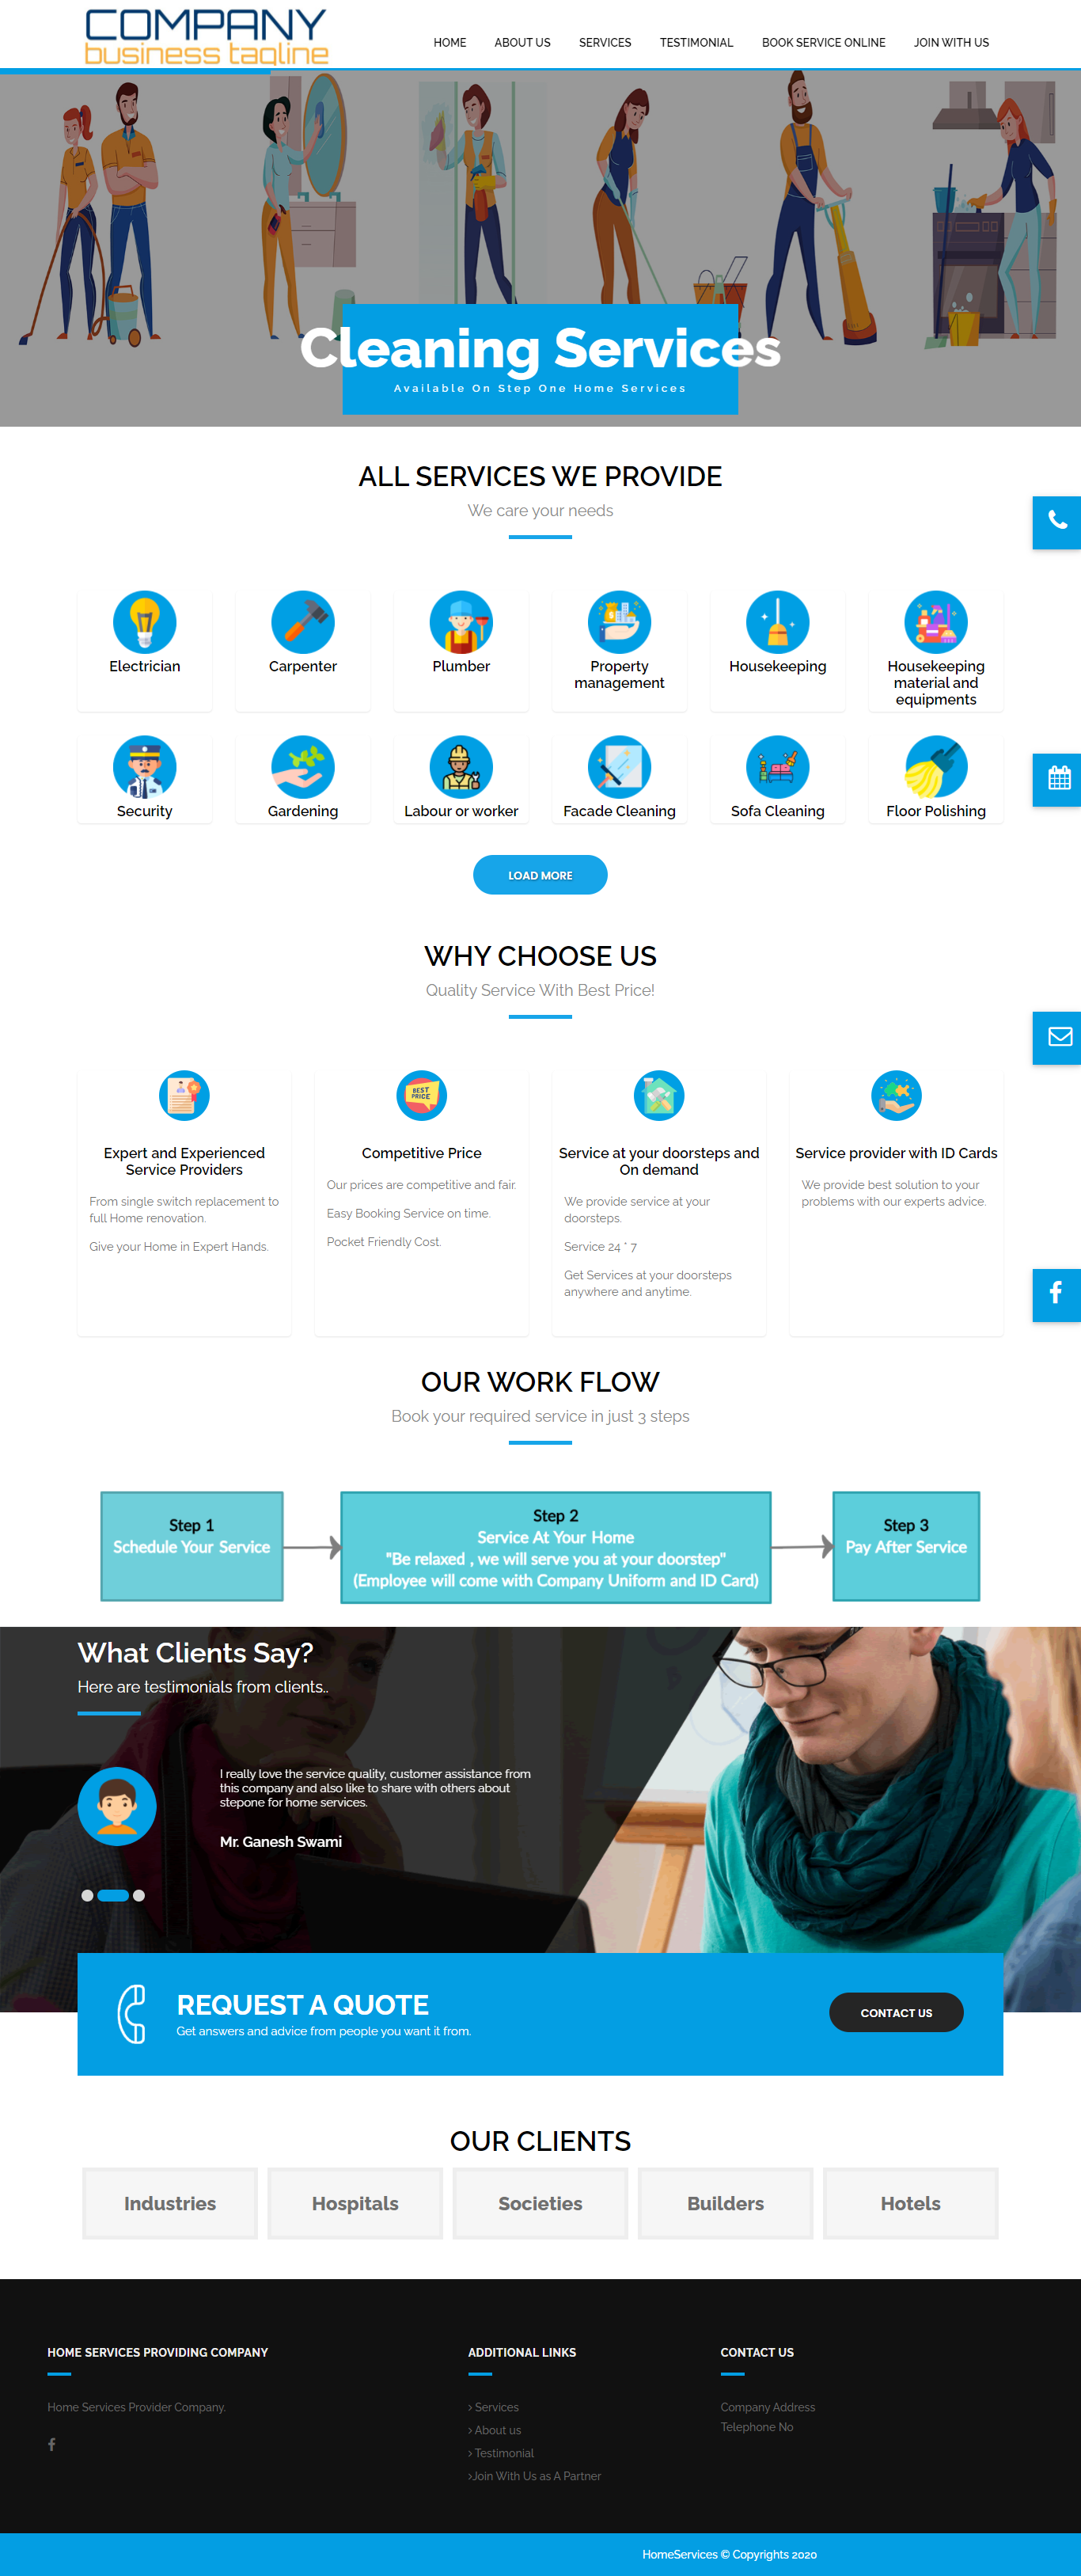 COMPANY
business tagline
HOME ABOUT US SERVICES TESTIMONIAL BOOK SERVICE ONLINE JOIN WITH US
Cleaning Services
Available On Step One Home Services
ALL SERVICES WE PROVIDE
We care your needs
Electrician
Carpenter
Plumber
Property
management
Housekeeping
Housekeeping
material and
equipments
Security
Gardening
Labour or worker
Facade Cleaning
Sofa Cleaning
Floor Polishing
LOAD MORE
WHY CHOOSE US
Quality Service With Best Price!
Expert and Experienced
Service Providers
From single switch replacement to
full Home renovation.
Give your Home in Expert Hands.
BEST
PRICE
Competitive Price
Our prices are competitive and fair.
Easy Booking Service on time.
Pocket Friendly Cost.
Service at your doorsteps and
On demand
We provide service at your
doorsteps.
Service 24 * 7
Get Services at your doorsteps
anywhere and anytime.
Service provider with ID Cards
We provide best solution to your
problems with our experts advice.
OUR WORK FLOW
Book your required service in just 3 steps
Step 1
Schedule Your Service
Step 2
Service At Your Home
"Be relaxed , we will serve you at your doorstep"
(Employee will come with Company Uniform and ID Card)
Step 3
Pay After Service
What Clients Say?
Here are testimonials from clients..
I really love the service quality, customer assistance from
this company and also like to share with others about
stepone for home services.
Mr. Ganesh Swami
REQUEST A QUOTE
Get answers and advice from people you want it from.
CONTACT US
OUR CLIENTS
Industries
Hospitals
Societies
Builders
Hotels
HOME SERVICES PROVIDING COMPANY
Home Services Provider Company.
ADDITIONAL LINKS
> Services
> About us
> Testimonial
>Join With Us as A Partner
CONTACT US
Company Address
Telephone No
HomeServices © Copyrights 2020